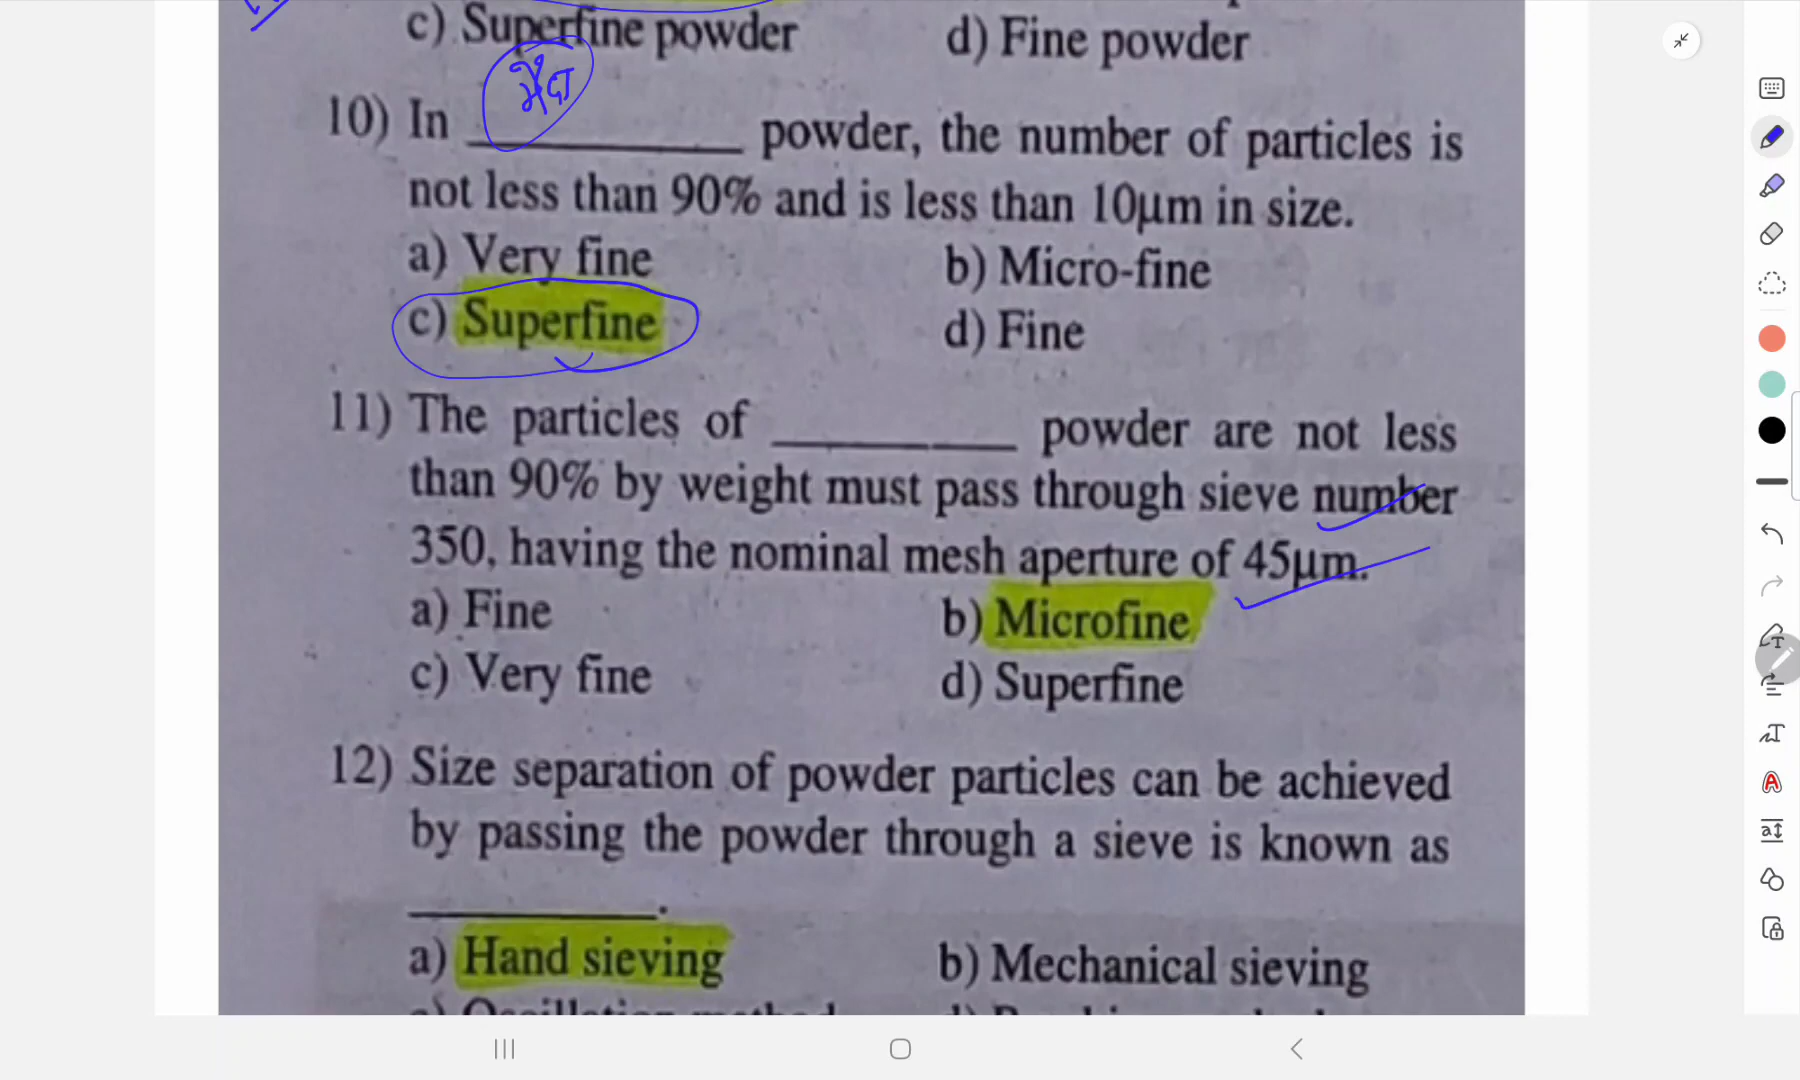 c) Superfine powder
d) Fine powder
10) In ____________ powder, the number of particles is
not less than 90% and is less than 10μm in size.
a) Very fine
b) Micro-fine
c) Superfine
d) Fine
11) The particles of ____________ powder are not less
than 90% by weight must pass through sieve number
350, having the nominal mesh aperture of 45μm.
a) Fine
b) Microfine
c) Very fine
d) Superfine
12) Size separation of powder particles can be achieved
by passing the powder through a sieve is known as
____________.
a) Hand sieving
b) Mechanical sieving